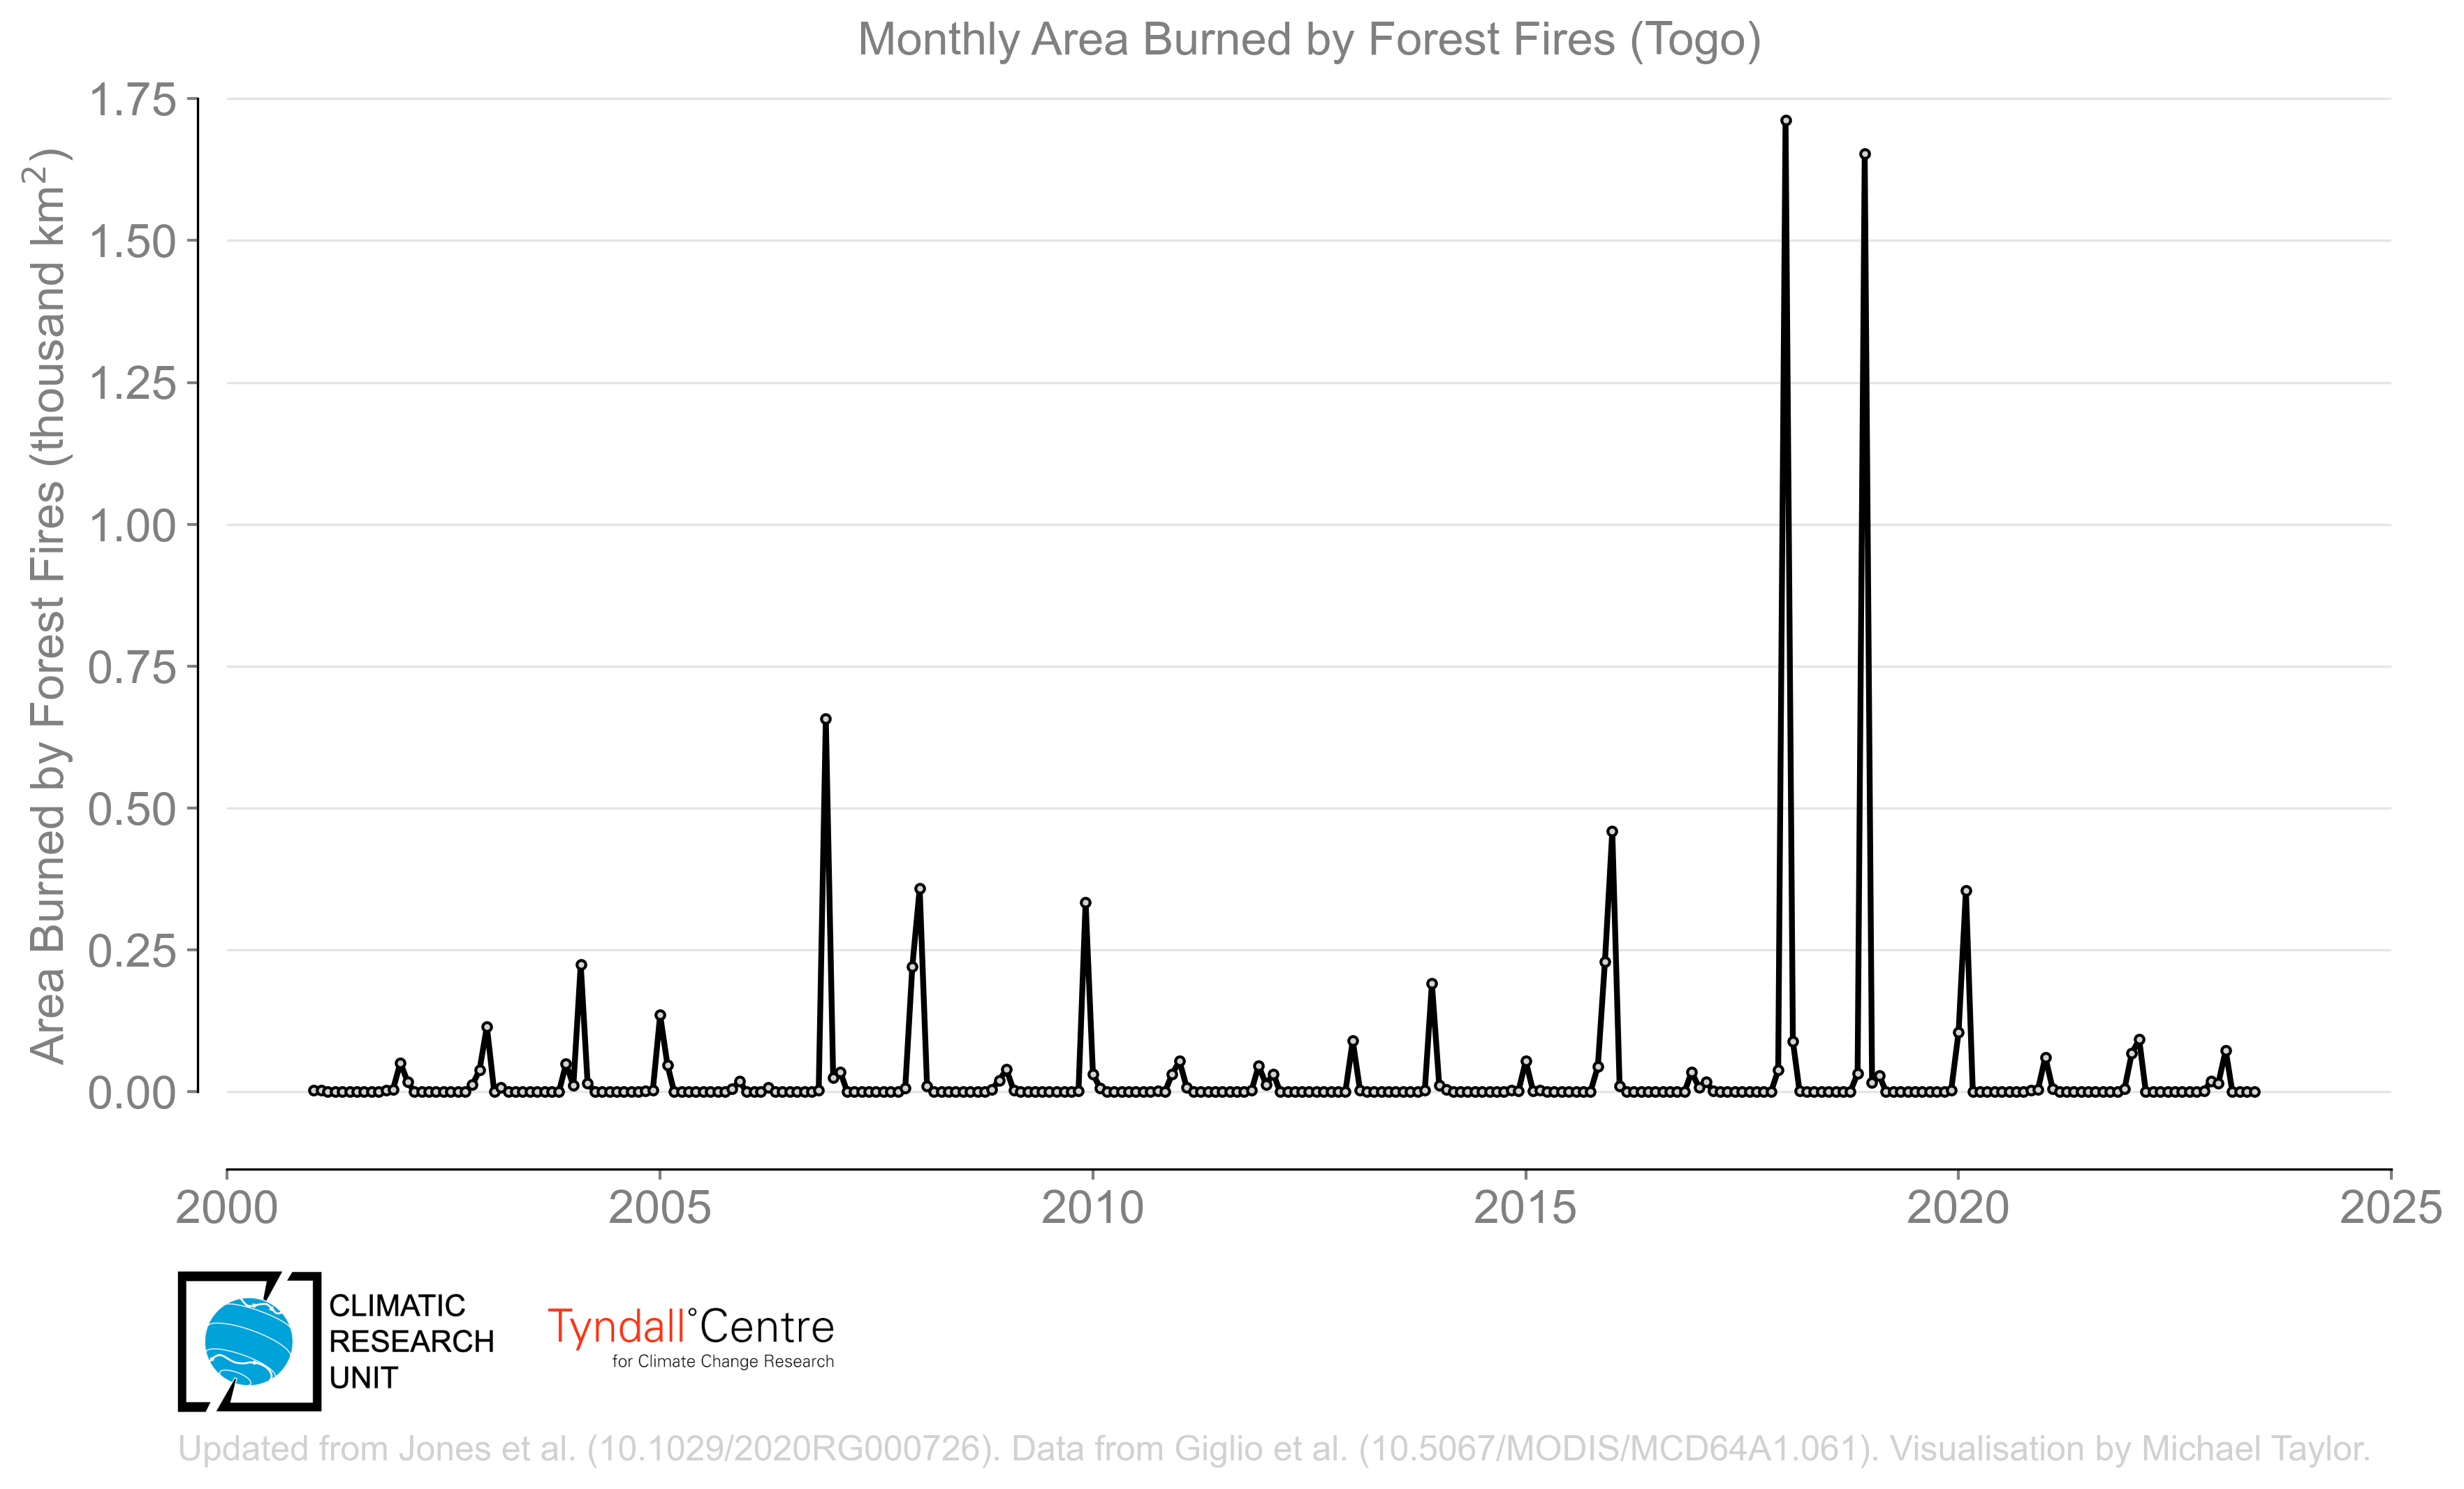 Monthly Area Burned by Forest Fires (Togo)
Area Burned by Forest Fires (thousand km²)
1.75
1.50
1.25
1.00
0.75
0.50
0.25
0.00
2000 2005 2010 2015 2020 2025
CLIMATIC
RESEARCH
UNIT
Tyndall°Centre
for Climate Change Research
Updated from Jones et al. (10.1029/2020RG000726). Data from Giglio et al. (10.5067/MODIS/MCD64A1.061). Visualisation by Michael Taylor.